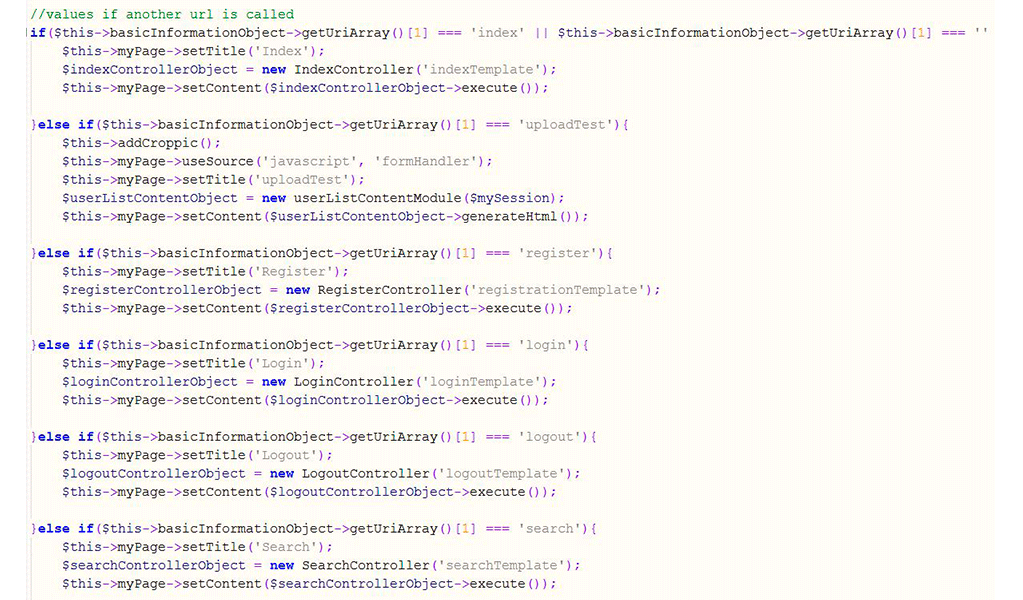 //values if another url is called
if($this->basicInformationObject->getUriArray()[1] === 'index' || $this->basicInformationObject->getUriArray()[1] === ''
$this->myPage->setTitle('Index');
$indexControllerObject = new IndexController('indexTemplate');
$this->myPage->setContent($indexControllerObject->execute());
}else if($this->basicInformationObject->getUriArray()[1] === 'uploadTest'){
$this->addCroppic();
$this->myPage->useSource('javascript', 'formHandler');
$this->myPage->setTitle('uploadTest');
$userListContentObject = new userListContentModule($mySession);
$this->myPage->setContent($userListContentObject->generateHtml());
}else if($this->basicInformationObject->getUriArray()[1] === 'register'){
$this->myPage->setTitle('Register');
$registerControllerObject = new RegisterController('registrationTemplate');
$this->myPage->setContent($registerControllerObject->execute());
}else if($this->basicInformationObject->getUriArray()[1] === 'login'){
$this->myPage->setTitle('Login');
$loginControllerObject = new LoginController('loginTemplate');
$this->myPage->setContent($loginControllerObject->execute());
}else if($this->basicInformationObject->getUriArray()[1] === 'logout'){
$this->myPage->setTitle('Logout');
$logoutControllerObject = new LogoutController('logoutTemplate');
$this->myPage->setContent($logoutControllerObject->execute());
}else if($this->basicInformationObject->getUriArray()[1] === 'search'){
$this->myPage->setTitle('Search');
$searchControllerObject = new SearchController('searchTemplate');
$this->myPage->setContent($searchControllerObject->execute());